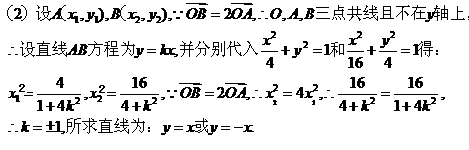 (2) 设A(x₁,y₁),B(x₂,y₂),∵$\overrightarrow{OB}=2\overrightarrow{OA}$,∴O,A,B三点共线且不在y轴上,
∴设直线AB方程为y=kx,并分别代入$\frac{x^2}{4}+y^2=1$和$\frac{x^2}{16}+\frac{y^2}{4}=1$得:
$x_1^2=\frac{4}{1+4k^2},x_2^2=\frac{16}{4+k^2}$,∵$\overrightarrow{OB}=2\overrightarrow{OA}$,∴$x_2^2=4x_1^2$,∴$\frac{16}{4+k^2}=\frac{16}{1+4k^2}$,
∴k=±1,所求直线为:y=x或y=-x.